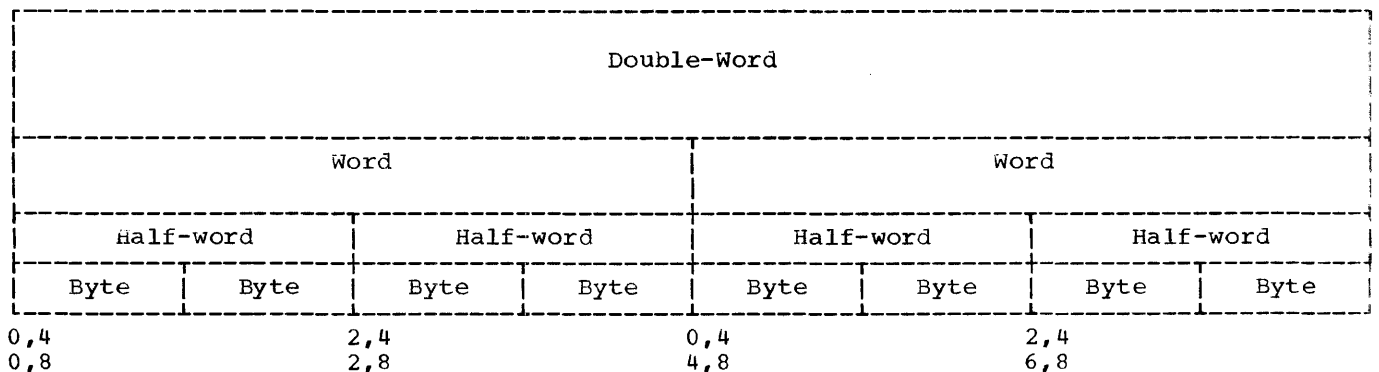 Double-Word
Word Word
Half-word Half-word Half-word Half-word
Byte Byte Byte Byte Byte Byte Byte Byte
0,4 2,4 0,4 2,4
0,8 2,8 4,8 6,8